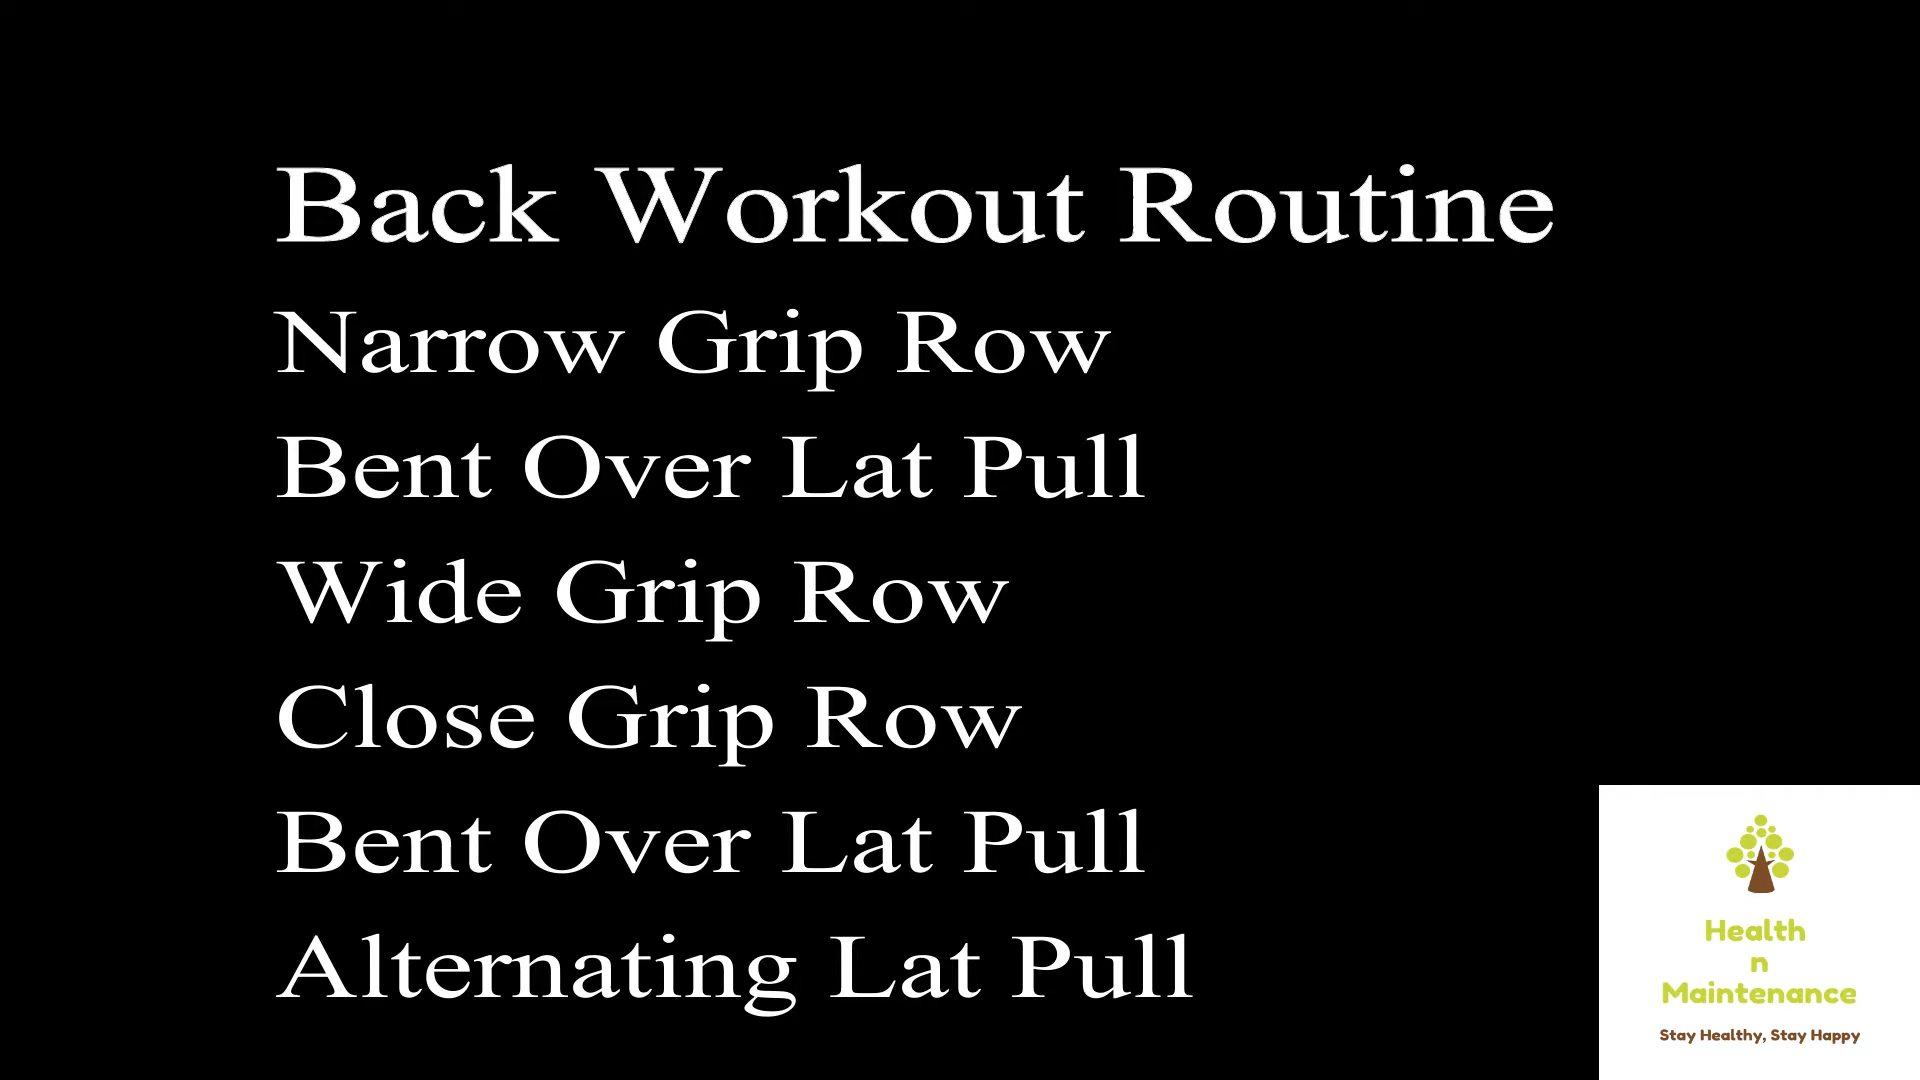 Back Workout Routine
Narrow Grip Row
Bent Over Lat Pull
Wide Grip Row
Close Grip Row
Bent Over Lat Pull
Alternating Lat Pull
Health
n
Maintenance
Stay Healthy, Stay Happy